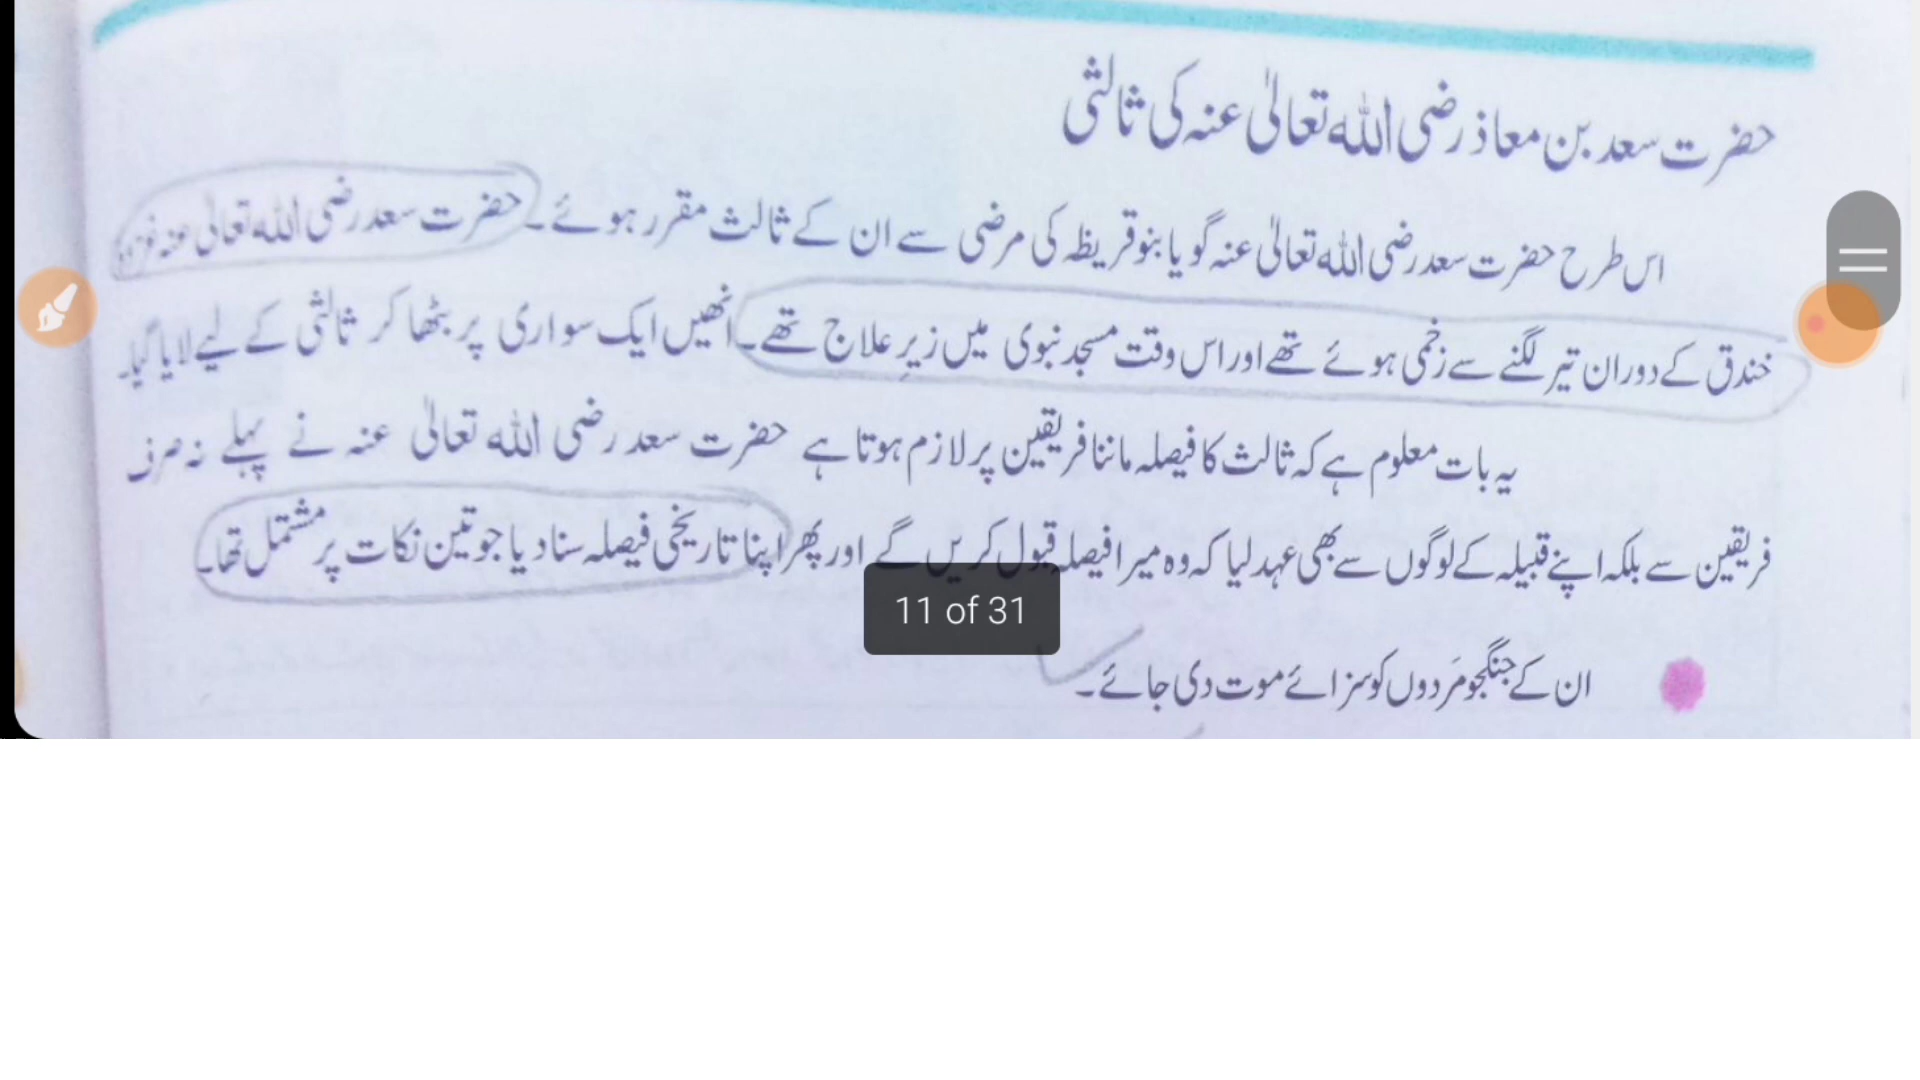 حضرت سعد بن معاذ رضی اللہ تعالیٰ عنہ کی ثالثی
اس طرح حضرت سعد رضی اللہ تعالیٰ عنہ گویا بنو قریظہ کی مرضی سے ان کے ثالث مقرر ہوئے۔ حضرت سعد رضی اللہ تعالیٰ عنہ غزوۂ
خندق کے دوران تیر لگنے سے زخمی ہوئے تھے اور اس وقت مسجد نبوی میں زیرِ علاج تھے۔ انھیں ایک سواری پر بٹھا کر ثالثی کے لیے لایا گیا۔
یہ بات معلوم ہے کہ ثالث کا فیصلہ ماننا فریقین پر لازم ہوتا ہے حضرت سعد رضی اللہ تعالیٰ عنہ نے پہلے نہ صرف
فریقین سے بلکہ اپنے قبیلہ کے لوگوں سے بھی عہد لیا کہ وہ میرا فیصلہ قبول کریں گے اور پھر اپنا تاریخی فیصلہ سنا دیا جو تین نکات پر مشتمل تھا۔
11 of 31
ان کے جنگجو مَردوں کو سزائے موت دی جائے۔